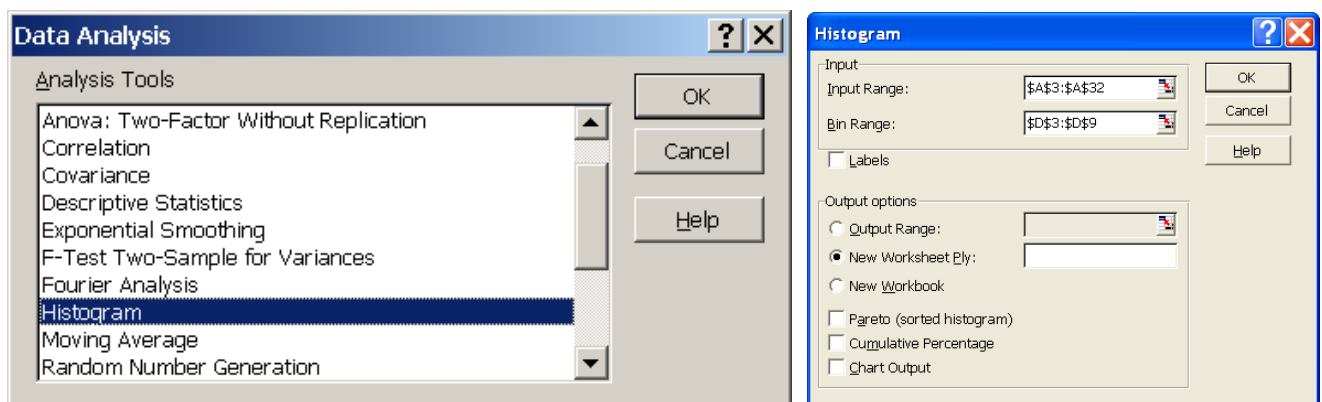 Data Analysis
Analysis Tools
Anova: Two-Factor Without Replication
Correlation
Covariance
Descriptive Statistics
Exponential Smoothing
F-Test Two-Sample for Variances
Fourier Analysis
Histogram
Moving Average
Random Number Generation
OK
Cancel
Help
Histogram
Input
Input Range: $A$3:$A$32
Bin Range: $D$3:$D$9
Labels
Output options
Output Range:
New Worksheet Ply:
New Workbook
Pareto (sorted histogram)
Cumulative Percentage
Chart Output
OK
Cancel
Help